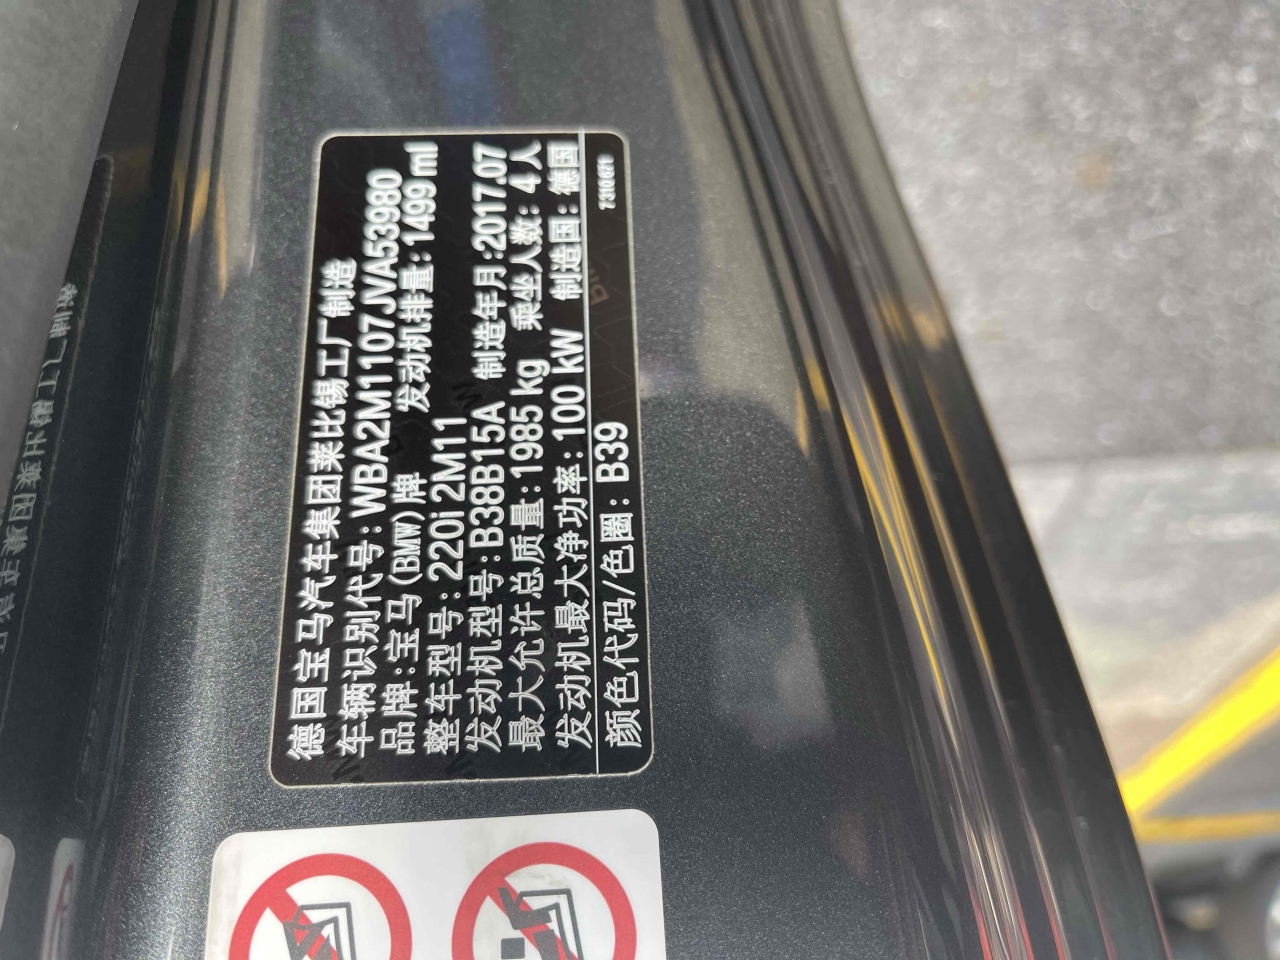 德国宝马汽车集团莱比锡工厂制造
车辆识别代号:WBA2M1107JVA53980
品牌:宝马(BMW)牌 发动机排量:1499 ml
整车型号:220i 2M11
发动机型号:B38B15A 制造年月:2017.07
最大允许总质量:1985 kg 乘坐人数: 4人
发动机最大净功率:100 kW 制造国: 德国
颜色代码/色圈: B39
7310671